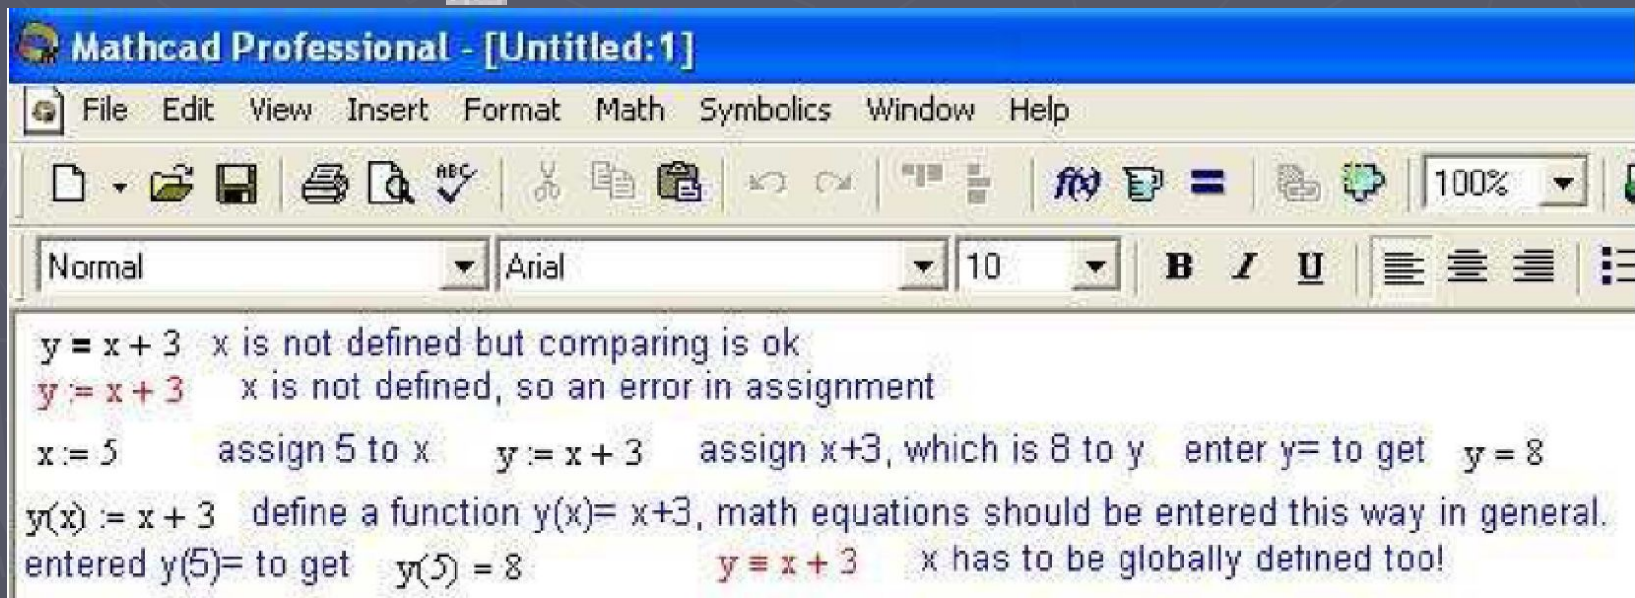 Mathcad Professional - [Untitled:1]
File Edit View Insert Format Math Symbolics Window Help
ABC f(x) 100%
Normal Arial 10 B I U
y = x + 3 x is not defined but comparing is ok
y := x + 3 x is not defined, so an error in assignment
x := 5 assign 5 to x y := x + 3 assign x+3, which is 8 to y enter y= to get y = 8
y(x) := x + 3 define a function y(x)= x+3, math equations should be entered this way in general.
entered y(5)= to get y(5) = 8 y ≡ x + 3 x has to be globally defined too!